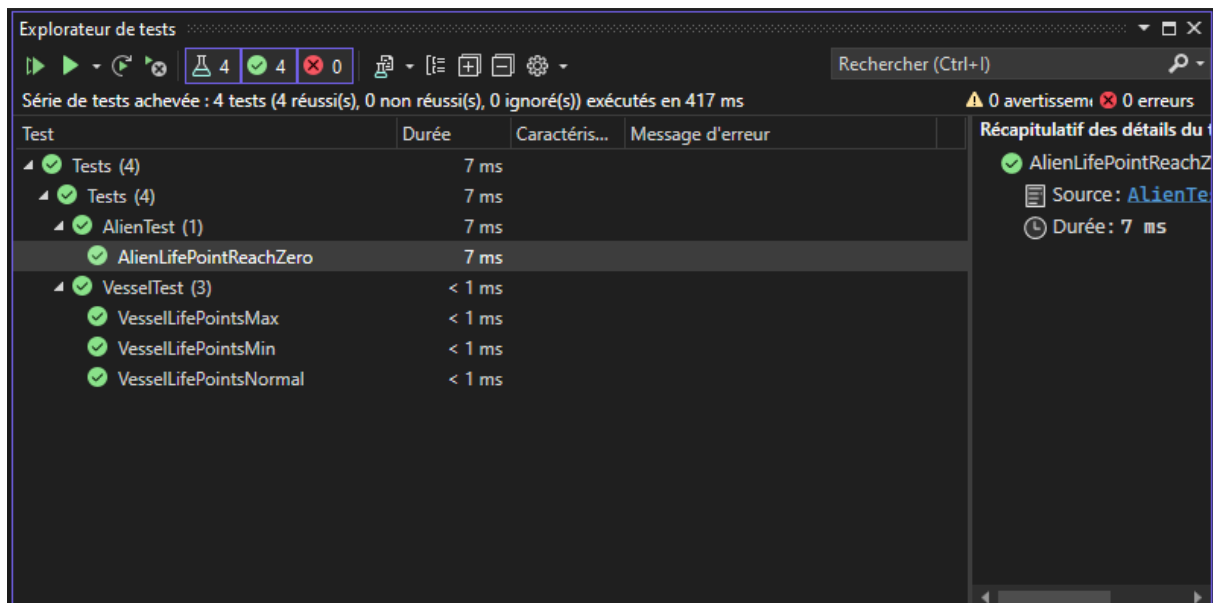 Explorateur de tests
4 4 0 Rechercher (Ctrl+I)
Série de tests achevée : 4 tests (4 réussi(s), 0 non réussi(s), 0 ignoré(s)) exécutés en 417 ms 0 avertisseme 0 erreurs
Test Durée Caractéris... Message d'erreur Récapitulatif des détails du t
Tests (4) 7 ms AlienLifePointReachZ
Tests (4) 7 ms Source: AlienTe
AlienTest (1) 7 ms Durée: 7 ms
AlienLifePointReachZero 7 ms
VesselTest (3) < 1 ms
VesselLifePointsMax < 1 ms
VesselLifePointsMin < 1 ms
VesselLifePointsNormal < 1 ms